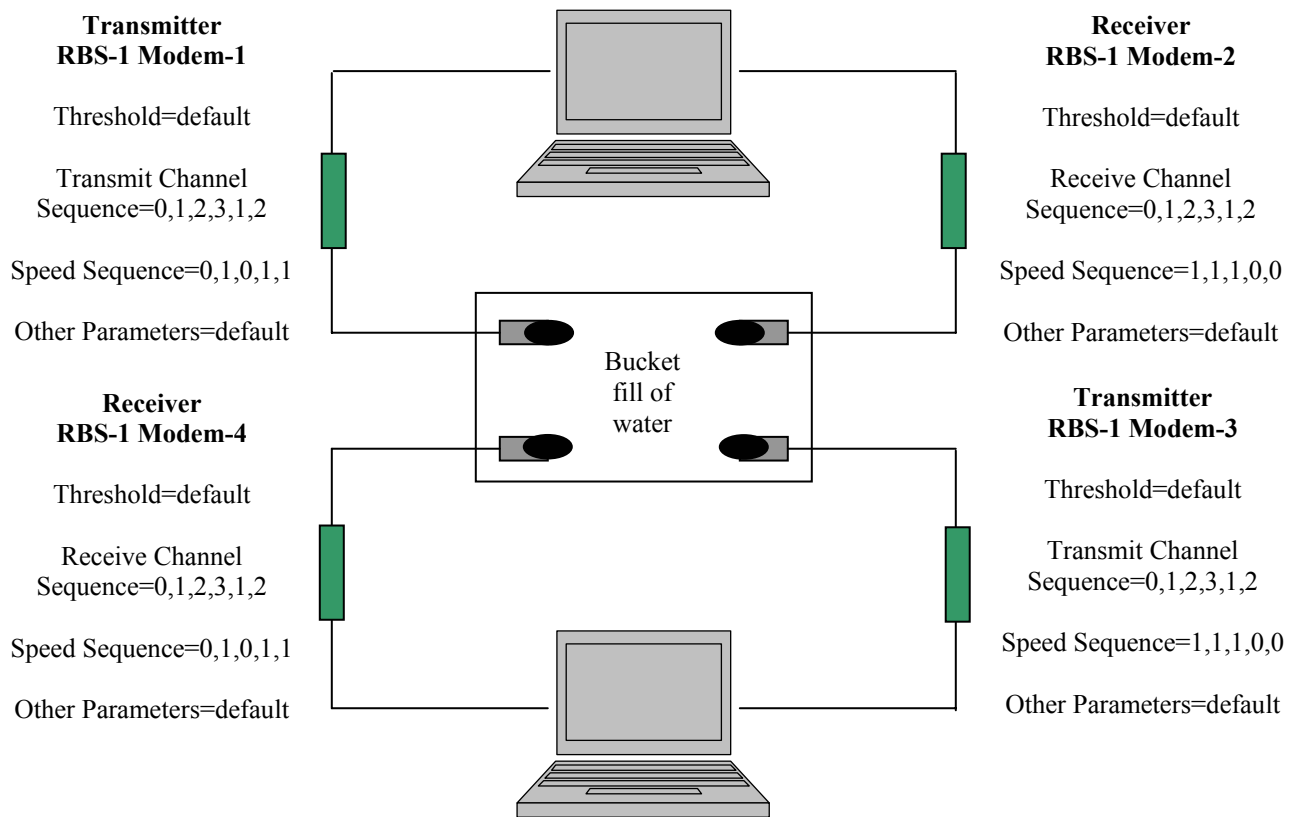 Transmitter
RBS-1 Modem-1
Threshold=default
Transmit Channel
Sequence=0,1,2,3,1,2
Speed Sequence=0,1,0,1,1
Other Parameters=default
Receiver
RBS-1 Modem-2
Threshold=default
Receive Channel
Sequence=0,1,2,3,1,2
Speed Sequence=1,1,1,0,0
Other Parameters=default
Bucket
fill of
water
Receiver
RBS-1 Modem-4
Threshold=default
Receive Channel
Sequence=0,1,2,3,1,2
Speed Sequence=0,1,0,1,1
Other Parameters=default
Transmitter
RBS-1 Modem-3
Threshold=default
Transmit Channel
Sequence=0,1,2,3,1,2
Speed Sequence=1,1,1,0,0
Other Parameters=default